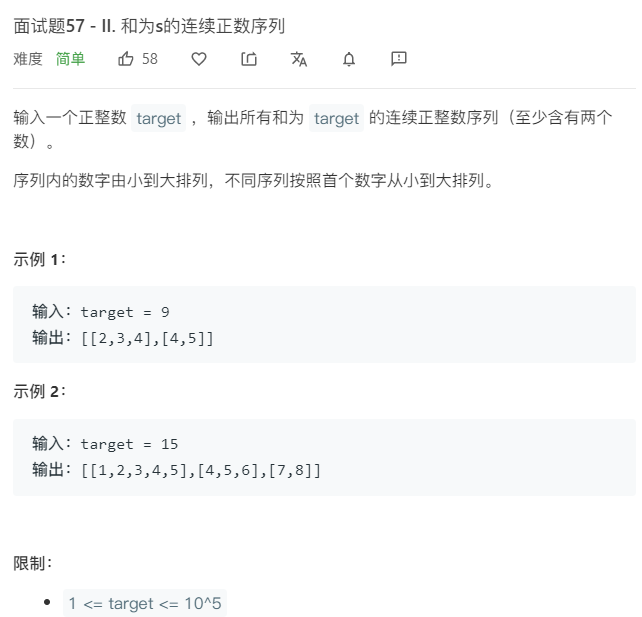 面试题57 - II. 和为s的连续正数序列
难度 简单 58
输入一个正整数 target ，输出所有和为 target 的连续正整数序列（至少含有两个
数）。
序列内的数字由小到大排列，不同序列按照首个数字从小到大排列。
示例 1：
输入：target = 9
输出：[[2,3,4],[4,5]]
示例 2：
输入：target = 15
输出：[[1,2,3,4,5],[4,5,6],[7,8]]
限制：
• 1 <= target <= 10^5